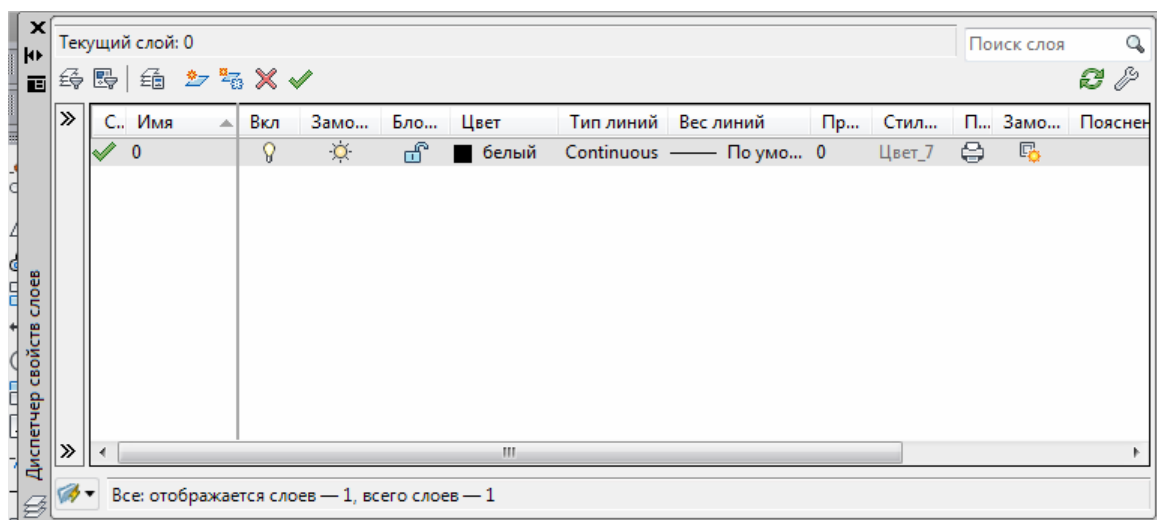 Текущий слой: 0
Поиск слоя
С.. Имя Вкл Замо... Бло... Цвет Тип линий Вес линий Пр... Стил... П... Замо... Пояснен
0 белый Continuous По умо... 0 Цвет_7
Диспетчер свойств слоев
Все: отображается слоев — 1, всего слоев — 1